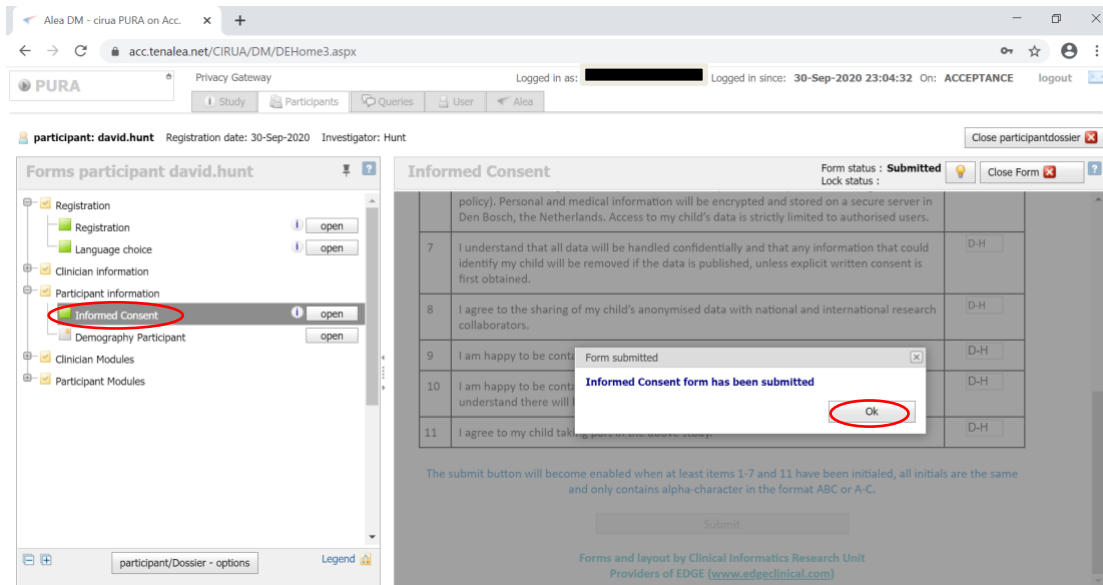 Alea DM - cirua PURA on Acc.
acc.tenalea.net/CIRUA/DM/DEHome3.aspx
PURA
Privacy Gateway
Logged in as:
Logged in since: 30-Sep-2020 23:04:32 On: ACCEPTANCE
logout
Study
Participants
Queries
User
Alea
participant: david.hunt Registration date: 30-Sep-2020 Investigator: Hunt
Close participantdossier
Forms participant david.hunt
Registration
Registration
open
Language choice
open
Clinician information
Participant information
Informed Consent
open
Demography Participant
open
Clinician Modules
Participant Modules
participant/Dossier - options
Legend
Informed Consent
Form status : Submitted
Lock status :
Close Form
policy). Personal and medical information will be encrypted and stored on a secure server in
Den Bosch, the Netherlands. Access to my child's data is strictly limited to authorised users.
7 I understand that all data will be handled confidentially and that any information that could D-H
identify my child will be removed if the data is published, unless explicit written consent is
first obtained.
8 I agree to the sharing of my child's anonymised data with national and international research D-H
collaborators.
9 I am happy to be conta D-H
10 I am happy to be conta D-H
understand there will
11 I agree to my child taking part in the above study. D-H
Form submitted
Informed Consent form has been submitted
Ok
The submit button will become enabled when at least items 1-7 and 11 have been initialed, all initials are the same
and only contains alpha-character in the format ABC or A-C.
Submit
Forms and layout by Clinical Informatics Research Unit
Providers of EDGE (www.edgeclinical.com)